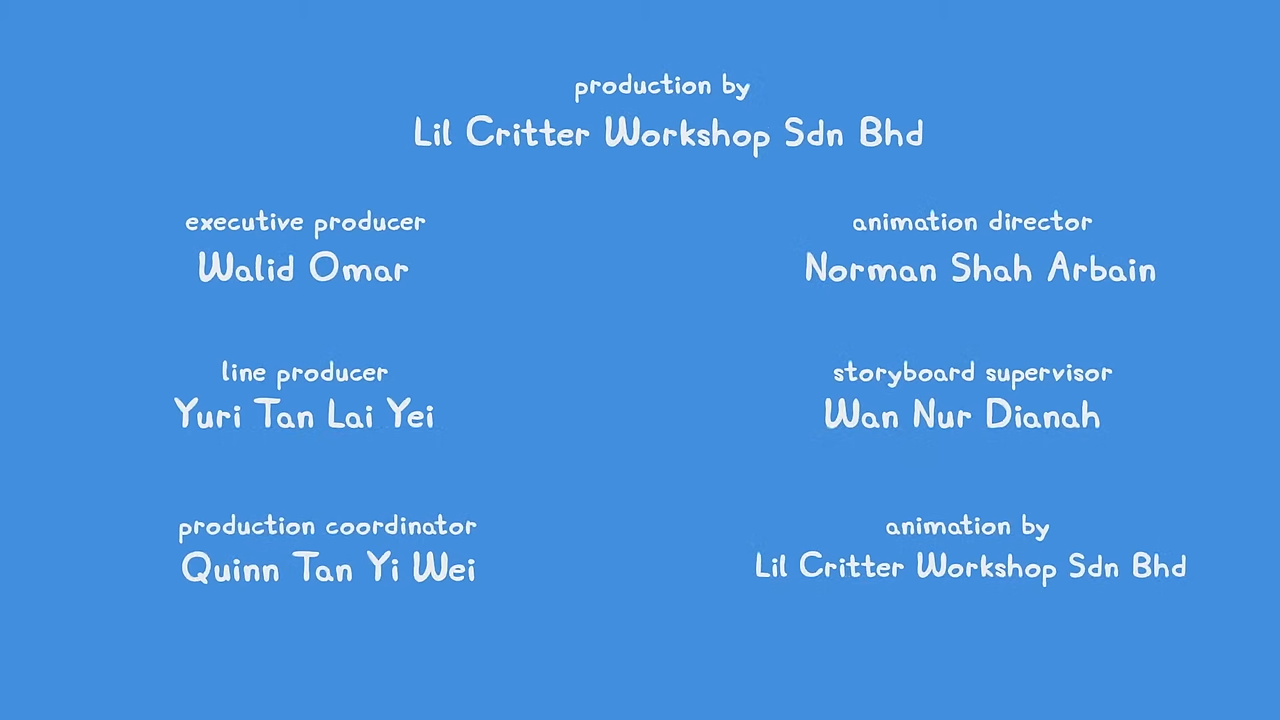 production by
Lil Critter Workshop Sdn Bhd
executive producer
Walid Omar
animation director
Norman Shah Arbain
line producer
Yuri Tan Lai Yei
storyboard supervisor
Wan Nur Dianah
production coordinator
Quinn Tan Yi Wei
animation by
Lil Critter Workshop Sdn Bhd